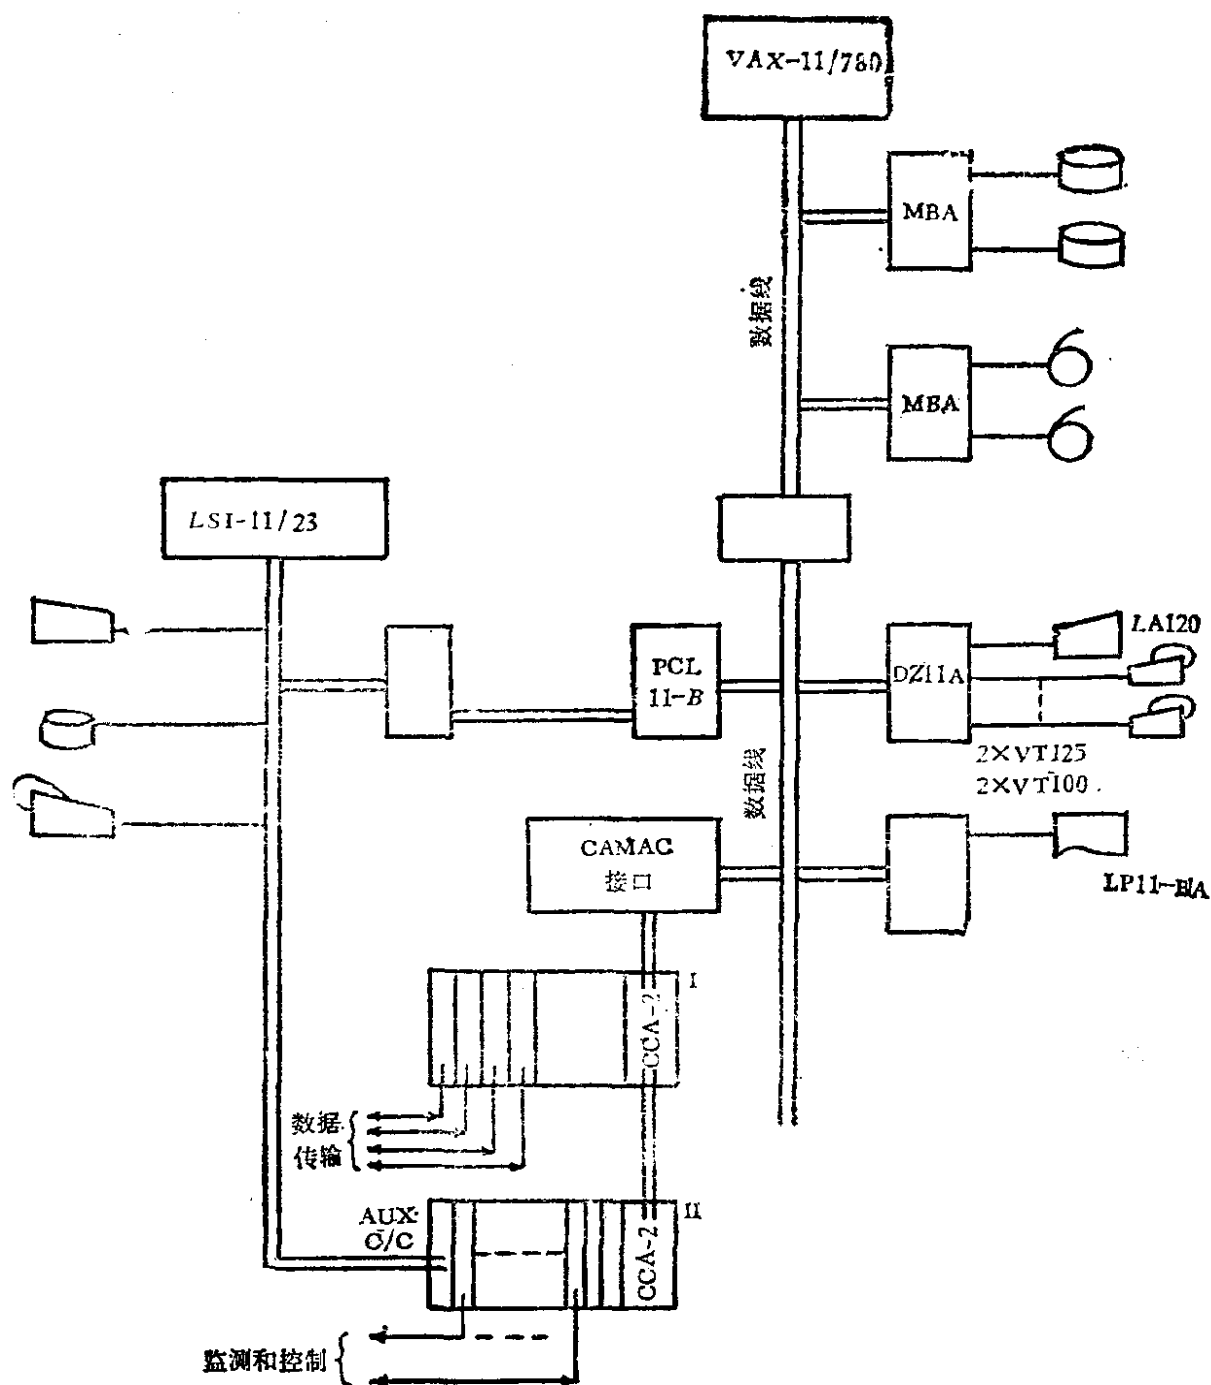 VAX-11/780
MBA
数据线
MBA
LSI-11/23
PCL
11-B
DZ11A
LA120
2×VT125
2×VT100
数据线
CAMAC
接口
LP11-
I
CCA-2
数据
传输
AUX
C/C
II
CCA-2
监测和控制